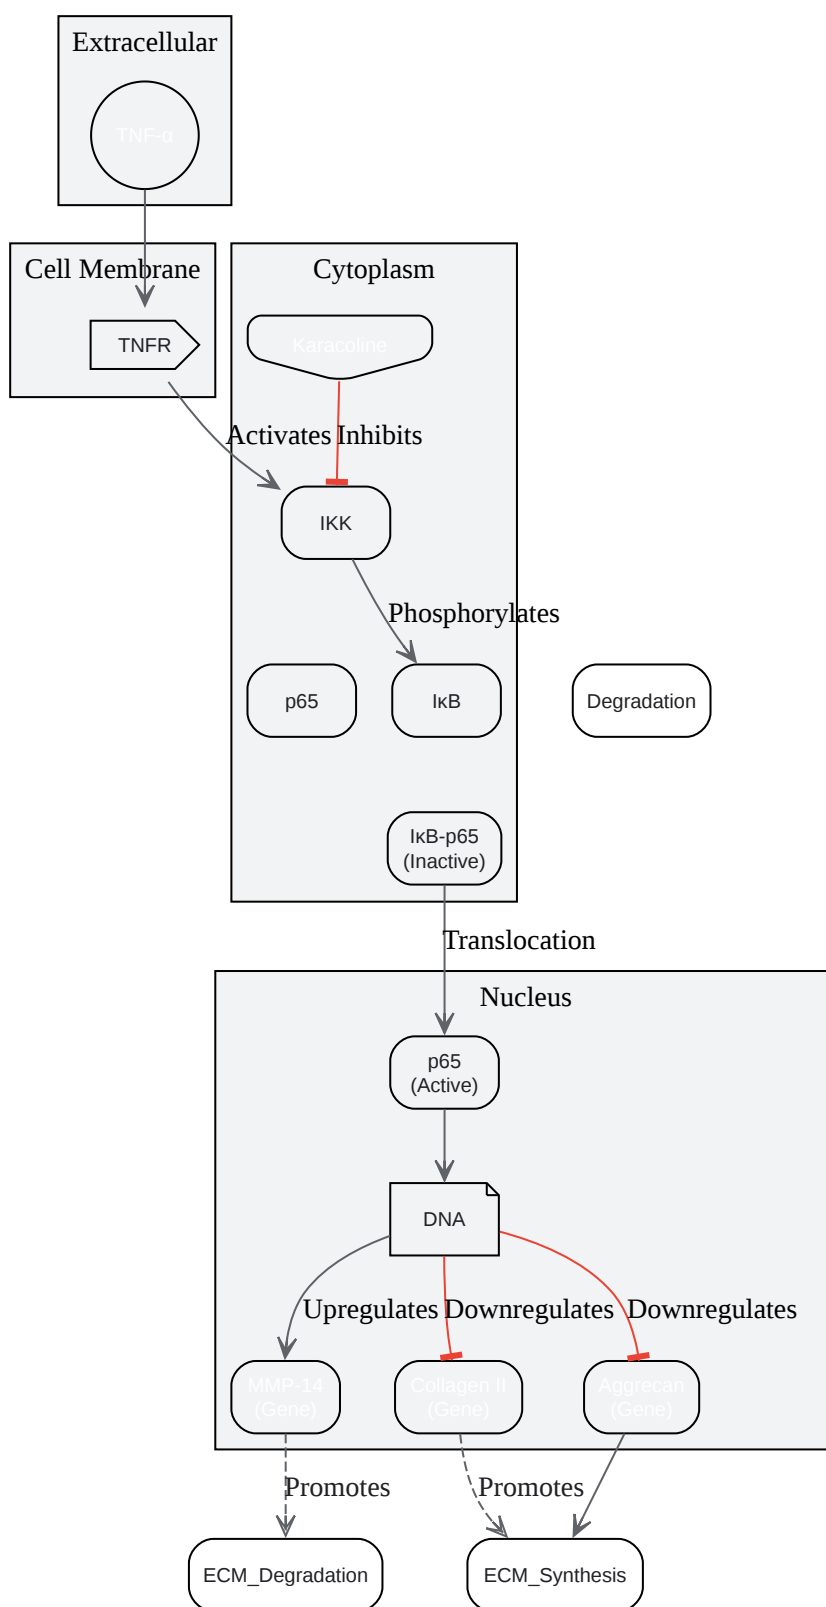 Extracellular
TNF-α
Cell Membrane
Cytoplasm
TNFR
Karacoline
Activates
Inhibits
IKK
Phosphorylates
p65
IκB
Degradation
IκB-p65
(Inactive)
Translocation
Nucleus
p65
(Active)
DNA
Upregulates
Downregulates
Downregulates
MMP-14
(Gene)
Collagen II
(Gene)
Aggrecan
(Gene)
Promotes
Promotes
ECM_Degradation
ECM_Synthesis